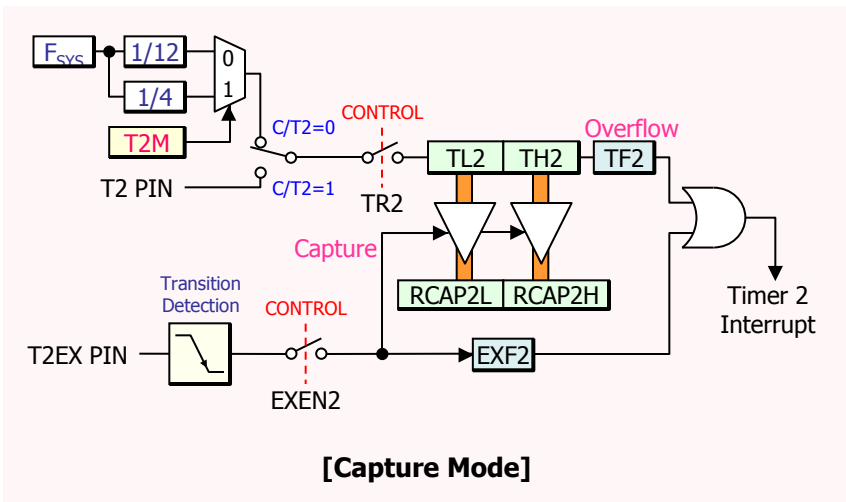 FSYS
1/12
0
1/4
1
T2M
C/T2=0
CONTROL
TL2
TH2
Overflow
TF2
T2 PIN
C/T2=1
TR2
Capture
RCAP2L
RCAP2H
Transition
Detection
CONTROL
Timer 2
Interrupt
T2EX PIN
EXF2
EXEN2
[Capture Mode]